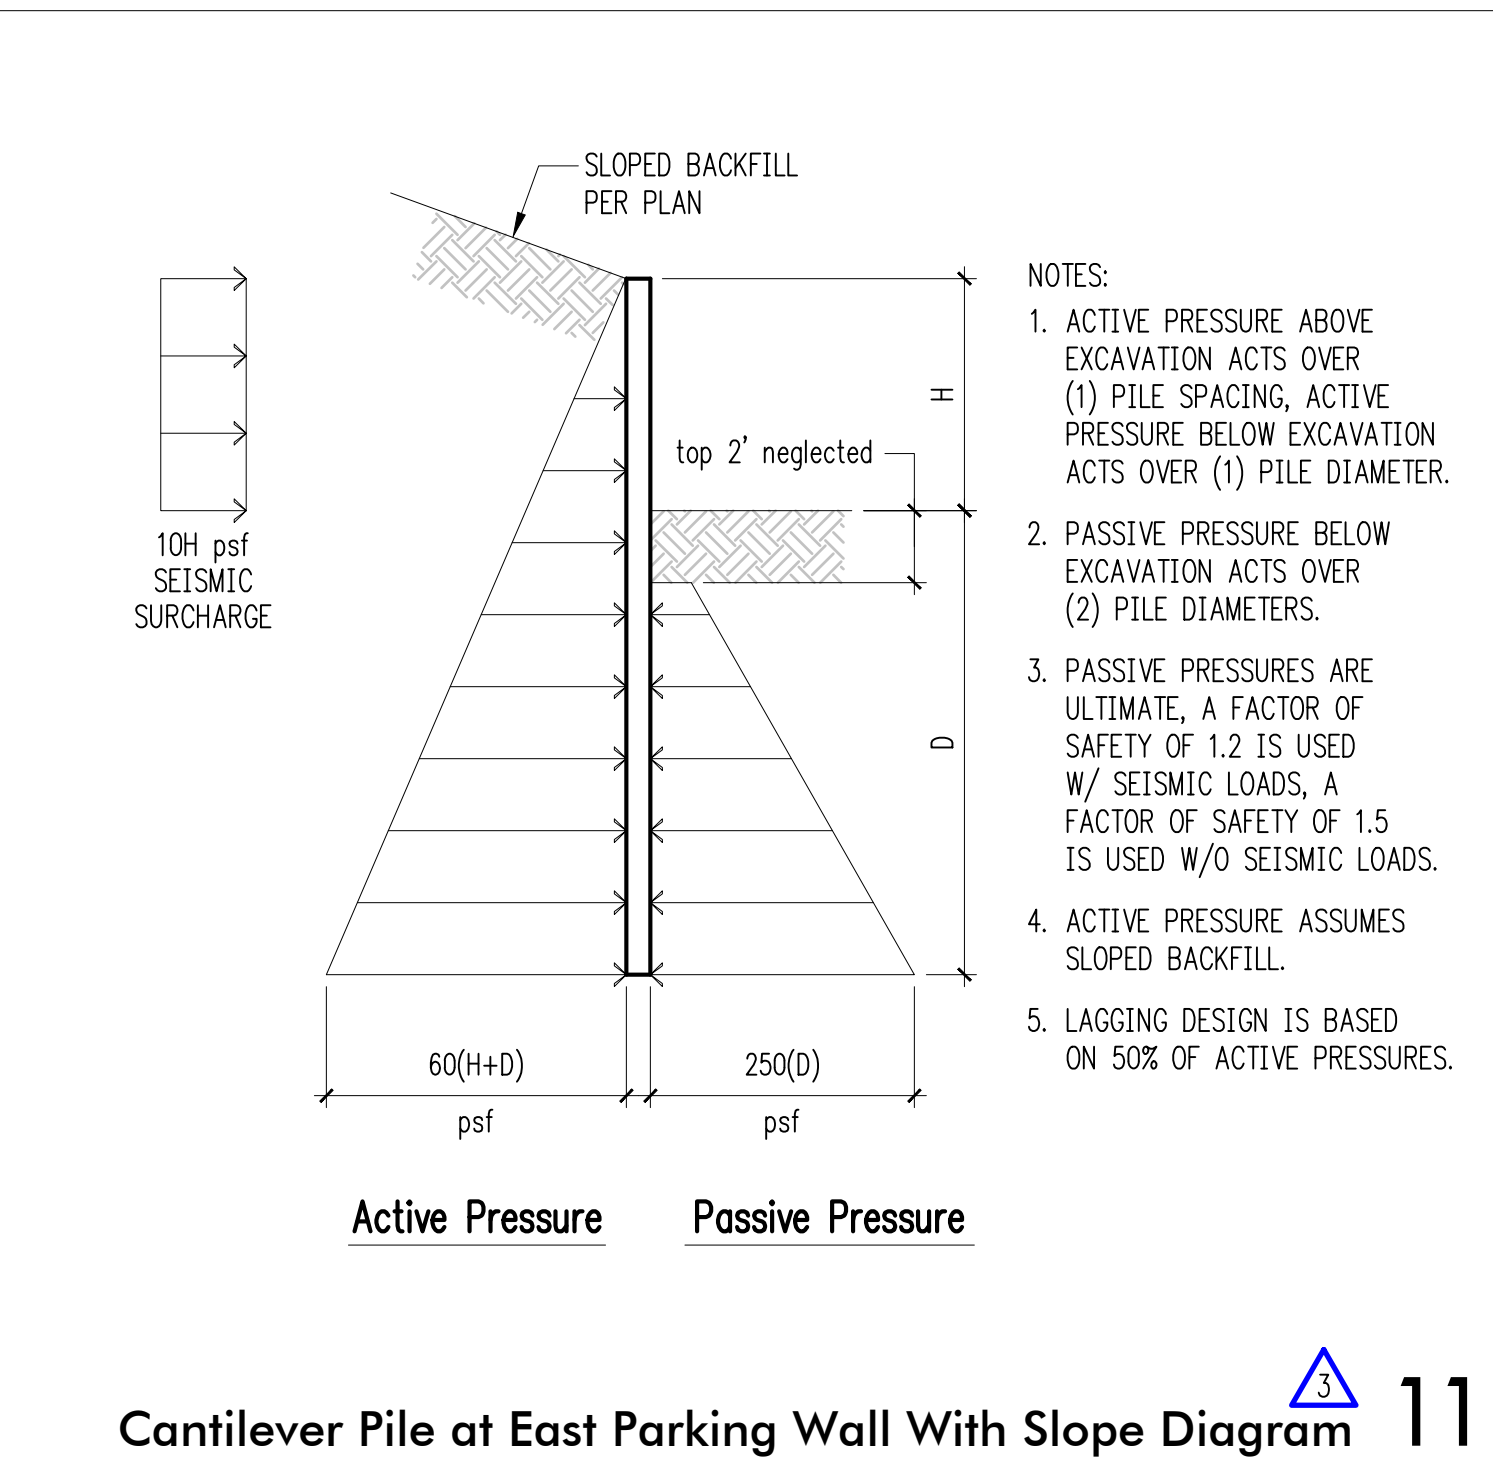 SLOPED BACKFILL
PER PLAN
10H psf
SEISMIC
SURCHARGE
top 2' neglected
H
D
60(H+D)
psf
250(D)
psf
Active Pressure
Passive Pressure
NOTES:
1. ACTIVE PRESSURE ABOVE
EXCAVATION ACTS OVER
(1) PILE SPACING, ACTIVE
PRESSURE BELOW EXCAVATION
ACTS OVER (1) PILE DIAMETER.
2. PASSIVE PRESSURE BELOW
EXCAVATION ACTS OVER
(2) PILE DIAMETERS.
3. PASSIVE PRESSURES ARE
ULTIMATE, A FACTOR OF
SAFETY OF 1.2 IS USED
W/ SEISMIC LOADS, A
FACTOR OF SAFETY OF 1.5
IS USED W/O SEISMIC LOADS.
4. ACTIVE PRESSURE ASSUMES
SLOPED BACKFILL.
5. LAGGING DESIGN IS BASED
ON 50% OF ACTIVE PRESSURES.
3
Cantilever Pile at East Parking Wall With Slope Diagram 11